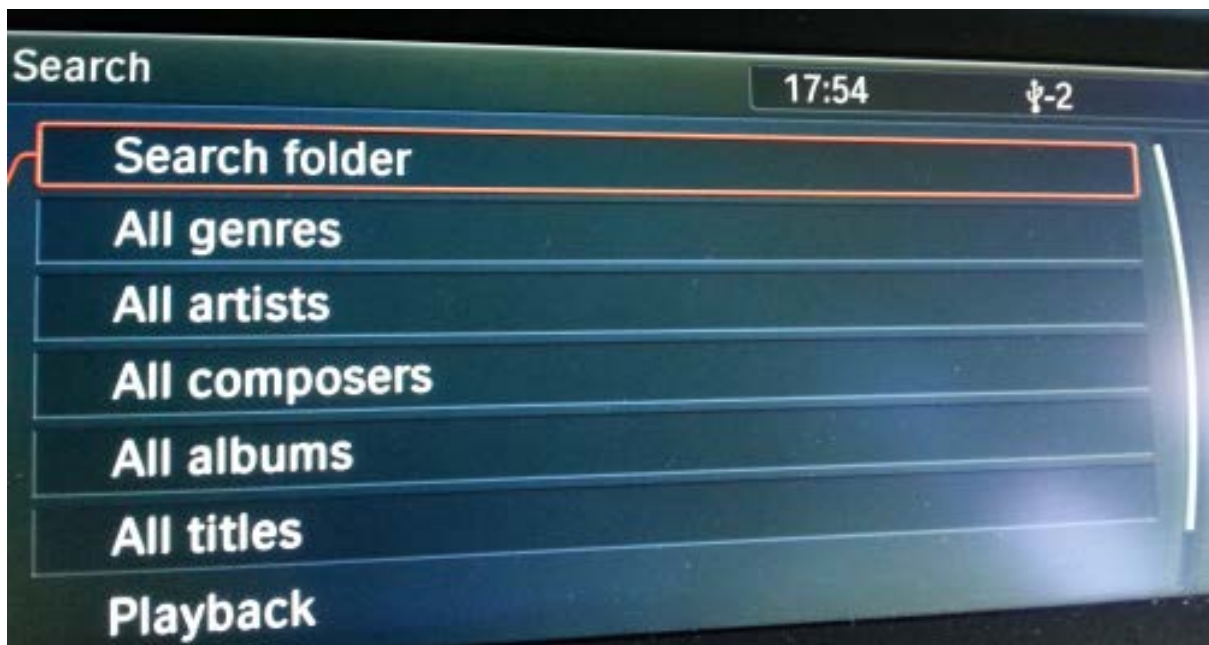 Search
17:54 -2
Search folder
All genres
All artists
All composers
All albums
All titles
Playback